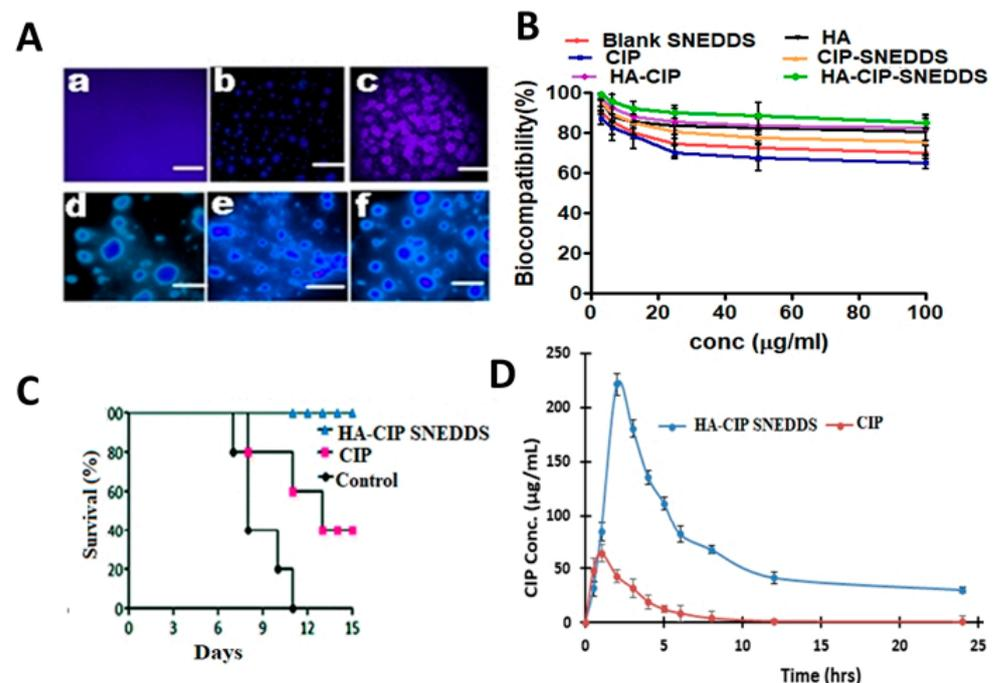 A
a b c
d e f
B
Blank SNEDDS HA
CIP CIP-SNEDDS
HA-CIP HA-CIP-SNEDDS
Biocompatibility(%)
100
80
60
40
20
0
0 20 40 60 80 100
conc (µg/ml)
C
Survival (%)
00
80
60
40
20
0
HA-CIP SNEDDS
CIP
Control
0 3 6 9 12 15
Days
D
CIP Conc. (µg/mL)
250
200
150
100
50
0
HA-CIP SNEDDS CIP
0 5 10 15 20 25
Time (hrs)